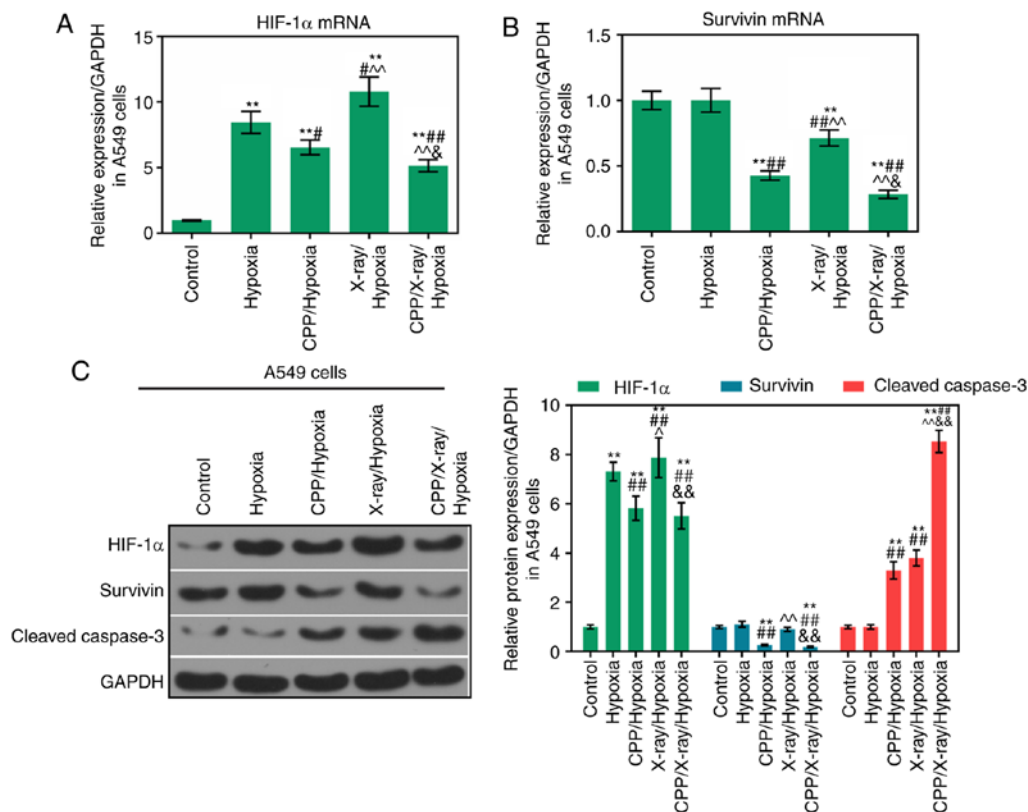 A
HIF-1α mRNA
Relative expression/GAPDH
in A549 cells
15
10
5
0
**
**#
**
#^^
**##
^^&
Control
Hypoxia
CPP/Hypoxia
X-ray/
Hypoxia
CPP/X-ray/
Hypoxia
B
Survivin mRNA
Relative expression/GAPDH
in A549 cells
1.5
1.0
0.5
0.0
**##
**
##^^
**##
^^&
Control
Hypoxia
CPP/Hypoxia
X-ray/
Hypoxia
CPP/X-ray/
Hypoxia
C
A549 cells
Control
Hypoxia
CPP/Hypoxia
X-ray/Hypoxia
CPP/X-ray/
Hypoxia
HIF-1α
Survivin
Cleaved caspase-3
GAPDH
HIF-1α
Survivin
Cleaved caspase-3
Relative protein expression/GAPDH
in A549 cells
10
8
6
4
2
0
**
**
##
**
##
^
**
##
&&
**
##
^^
**
##
&&
**
##
**
##
**##
^^&&
Control
Hypoxia
CPP/Hypoxia
X-ray/Hypoxia
CPP/X-ray/Hypoxia
Control
Hypoxia
CPP/Hypoxia
X-ray/Hypoxia
CPP/X-ray/Hypoxia
Control
Hypoxia
CPP/Hypoxia
X-ray/Hypoxia
CPP/X-ray/Hypoxia